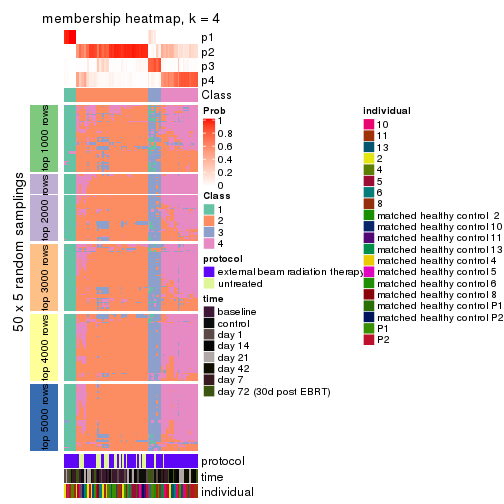 membership heatmap, k = 4
p1
p2
p3
p4
Class
50 x 5 random samplings
top 1000 rows
top 2000 rows
top 3000 rows
top 4000 rows
top 5000 rows
protocol
time
individual
Prob
1
0.8
0.6
0.4
0.2
0
Class
1
2
3
4
protocol
external beam radiation therapy
untreated
time
baseline
control
day 1
day 14
day 21
day 42
day 7
day 72 (30d post EBRT)
individual
10
11
13
2
4
5
6
8
matched healthy control 2
matched healthy control 10
matched healthy control 11
matched healthy control 13
matched healthy control 4
matched healthy control 5
matched healthy control 6
matched healthy control 8
matched healthy control P1
matched healthy control P2
P1
P2